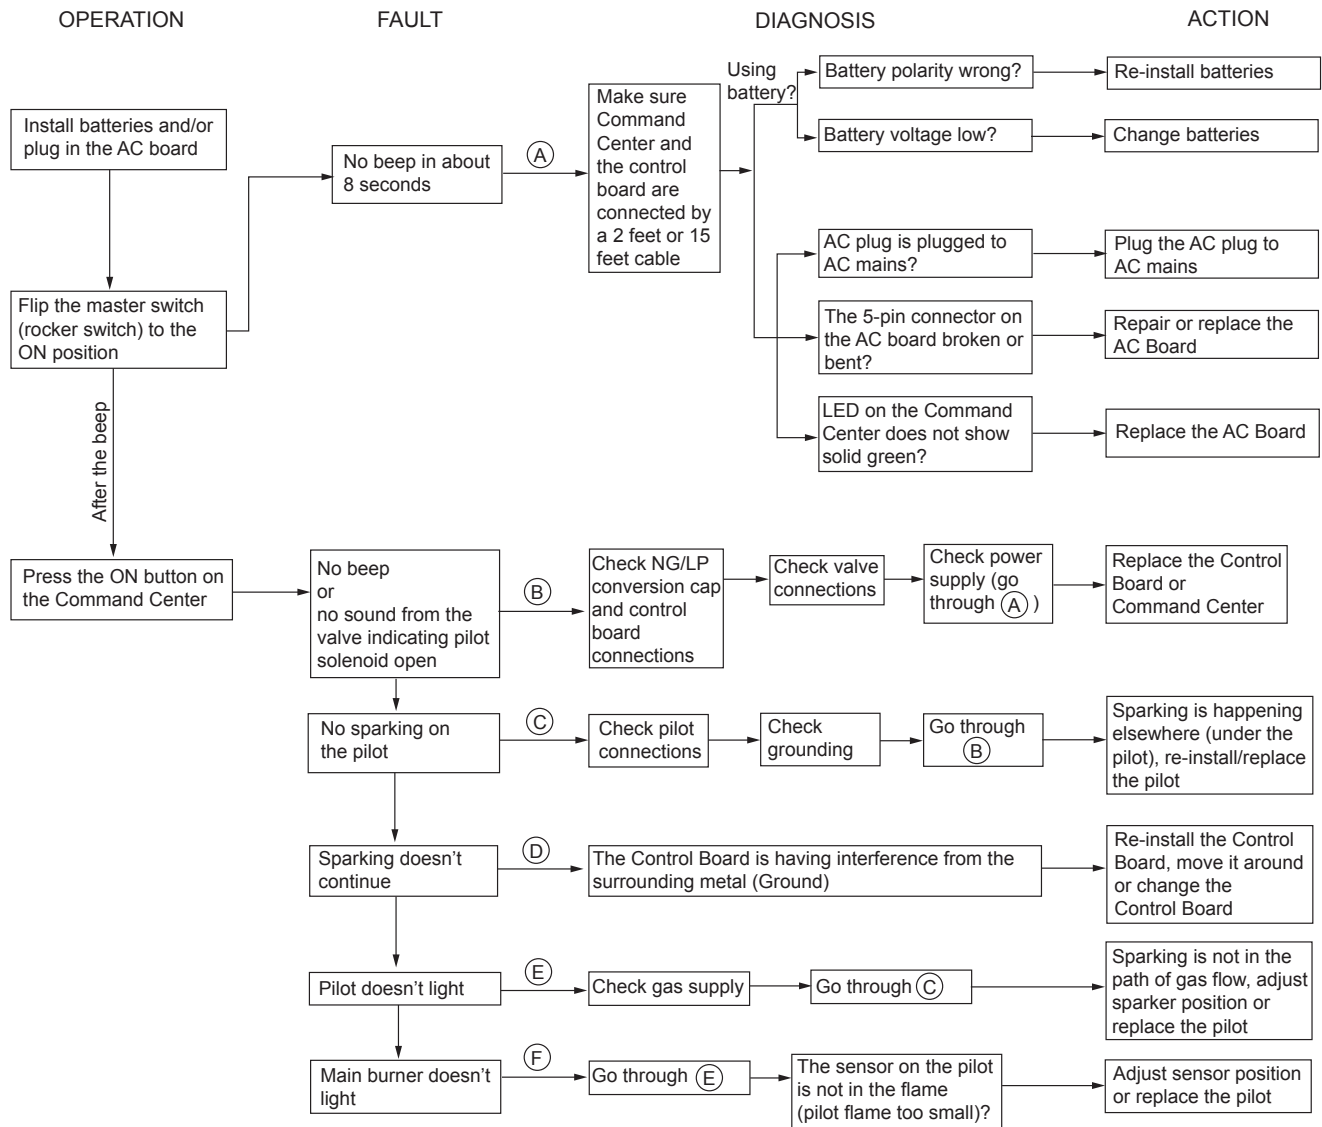 OPERATION
FAULT
DIAGNOSIS
ACTION
Install batteries and/or
plug in the AC board
Flip the master switch
(rocker switch) to the
ON position
No beep in about
8 seconds
A
Make sure
Command
Center and
the control
board are
connected by
a 2 feet or 15
feet cable
Using
battery?
Battery polarity wrong?
Re-install batteries
Battery voltage low?
Change batteries
AC plug is plugged to
AC mains?
Plug the AC plug to
AC mains
The 5-pin connector on
the AC board broken or
bent?
Repair or replace the
AC Board
LED on the Command
Center does not show
solid green?
Replace the AC Board
After the beep
Press the ON button on
the Command Center
No beep
or
no sound from the
valve indicating pilot
solenoid open
B
Check NG/LP
conversion cap
and control
board
connections
Check valve
connections
Check power
supply (go
through A )
Replace the Control
Board or
Command Center
No sparking on
the pilot
C
Check pilot
connections
Check
grounding
Go through
B
Sparking is happening
elsewhere (under the
pilot), re-install/replace
the pilot
Sparking doesn't
continue
D
The Control Board is having interference from the
surrounding metal (Ground)
Re-install the Control
Board, move it around
or change the
Control Board
Pilot doesn't light
E
Check gas supply
Go through C
Sparking is not in the
path of gas flow, adjust
sparker position or
replace the pilot
Main burner doesn't
light
F
Go through E
The sensor on the pilot
is not in the flame
(pilot flame too small)?
Adjust sensor position
or replace the pilot